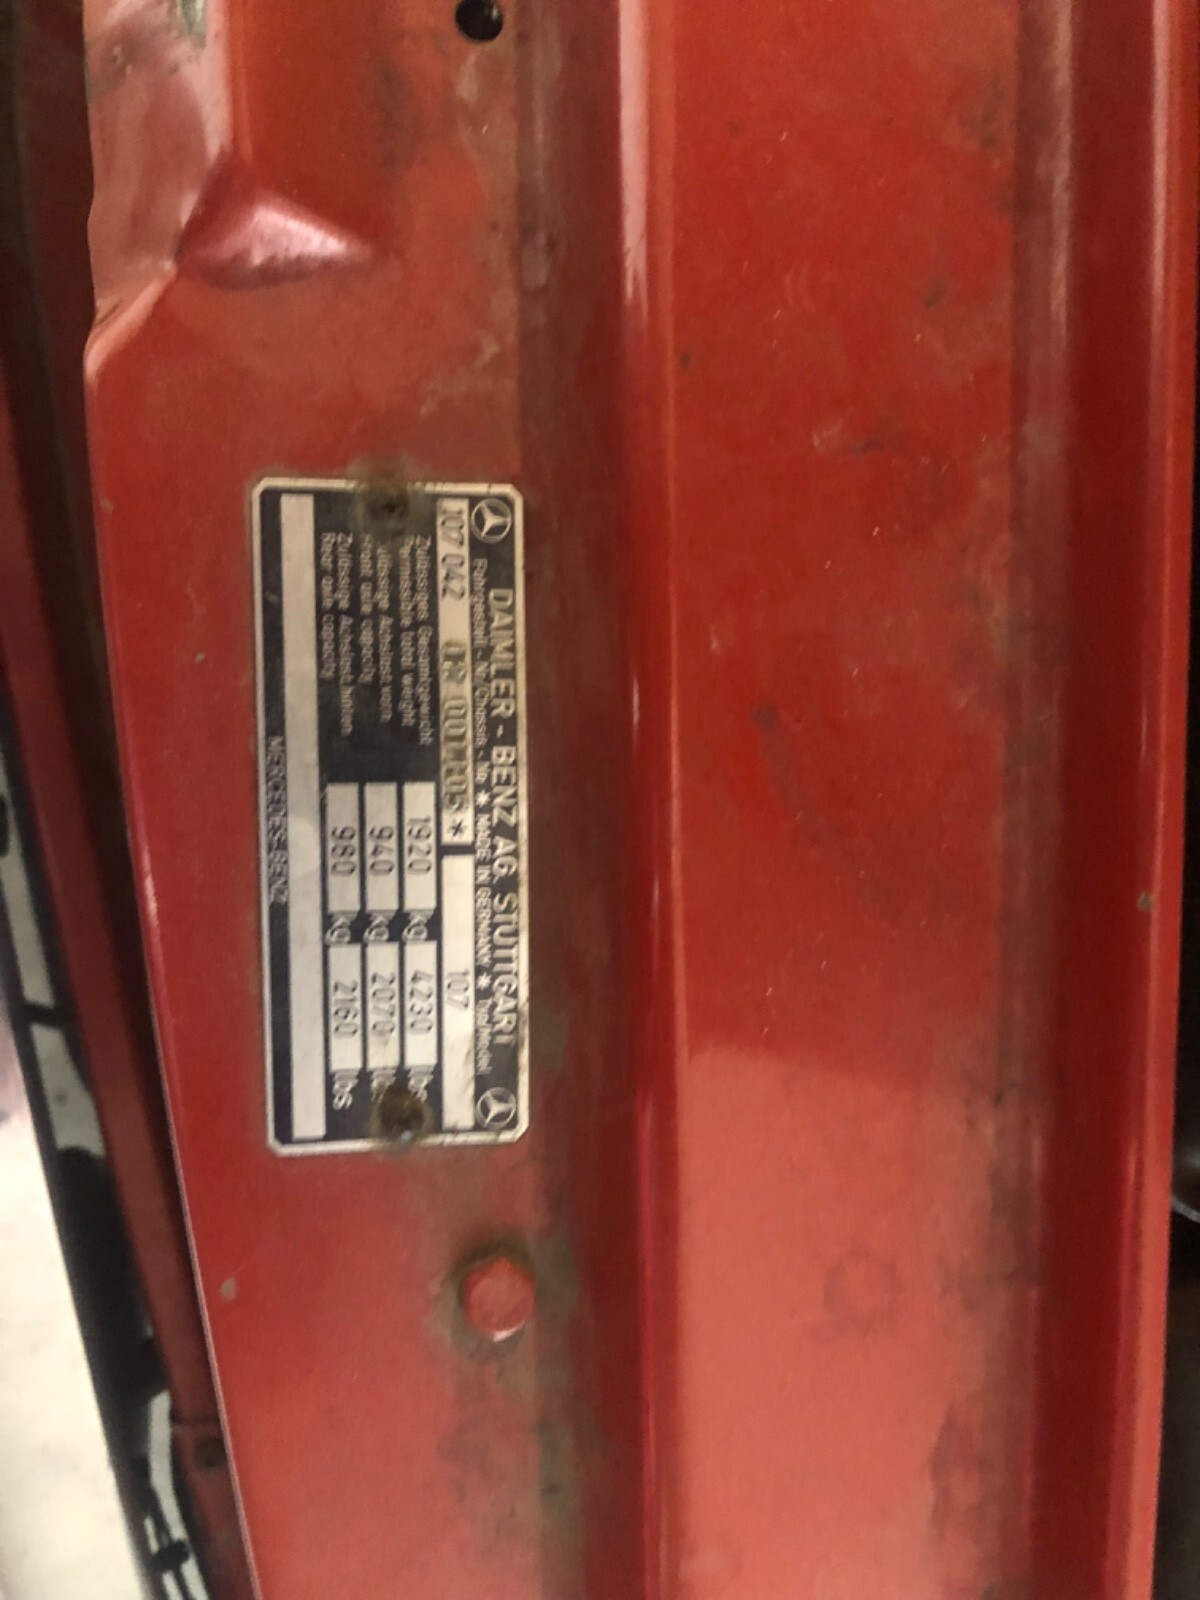 DAIMLER - BENZ AG. STUTTGART
Fahrgestell - Nr/Chassis - No * MADE IN GERMANY * Typ/Model
107 042 12 * 107
Zulässiges Gesamtgewicht
Permissible total weight 1920 kg 4230 lbs
Zulässige Achslast vorn
Front axle capacity 940 kg 2070
Zulässige Achslast hinten
Rear axle capacity 980 kg 2160 lbs
MERCEDES-BENZ